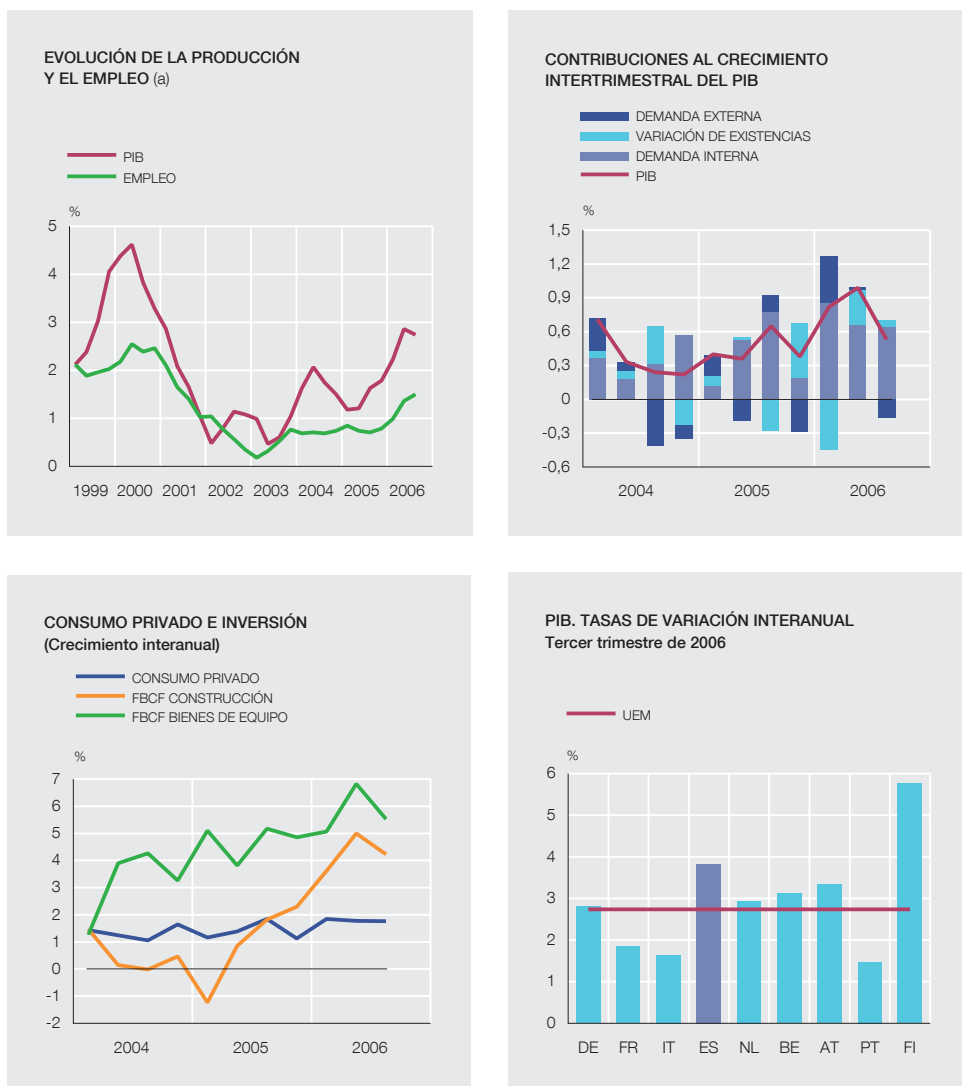 EVOLUCIÓN DE LA PRODUCCIÓN
Y EL EMPLEO (a)
PIB
EMPLEO
%
5
4
3
2
1
0
1999 2000 2001 2002 2003 2004 2005 2006
CONTRIBUCIONES AL CRECIMIENTO
INTERTRIMESTRAL DEL PIB
DEMANDA EXTERNA
VARIACIÓN DE EXISTENCIAS
DEMANDA INTERNA
PIB
%
1,5
1,2
0,9
0,6
0,3
0
-0,3
-0,6
2004 2005 2006
CONSUMO PRIVADO E INVERSIÓN
(Crecimiento interanual)
CONSUMO PRIVADO
FBCF CONSTRUCCIÓN
FBCF BIENES DE EQUIPO
%
7
6
5
4
3
2
1
0
-1
-2
2004 2005 2006
PIB. TASAS DE VARIACIÓN INTERANUAL
Tercer trimestre de 2006
UEM
%
6
5
4
3
2
1
0
DE FR IT ES NL BE AT PT FI